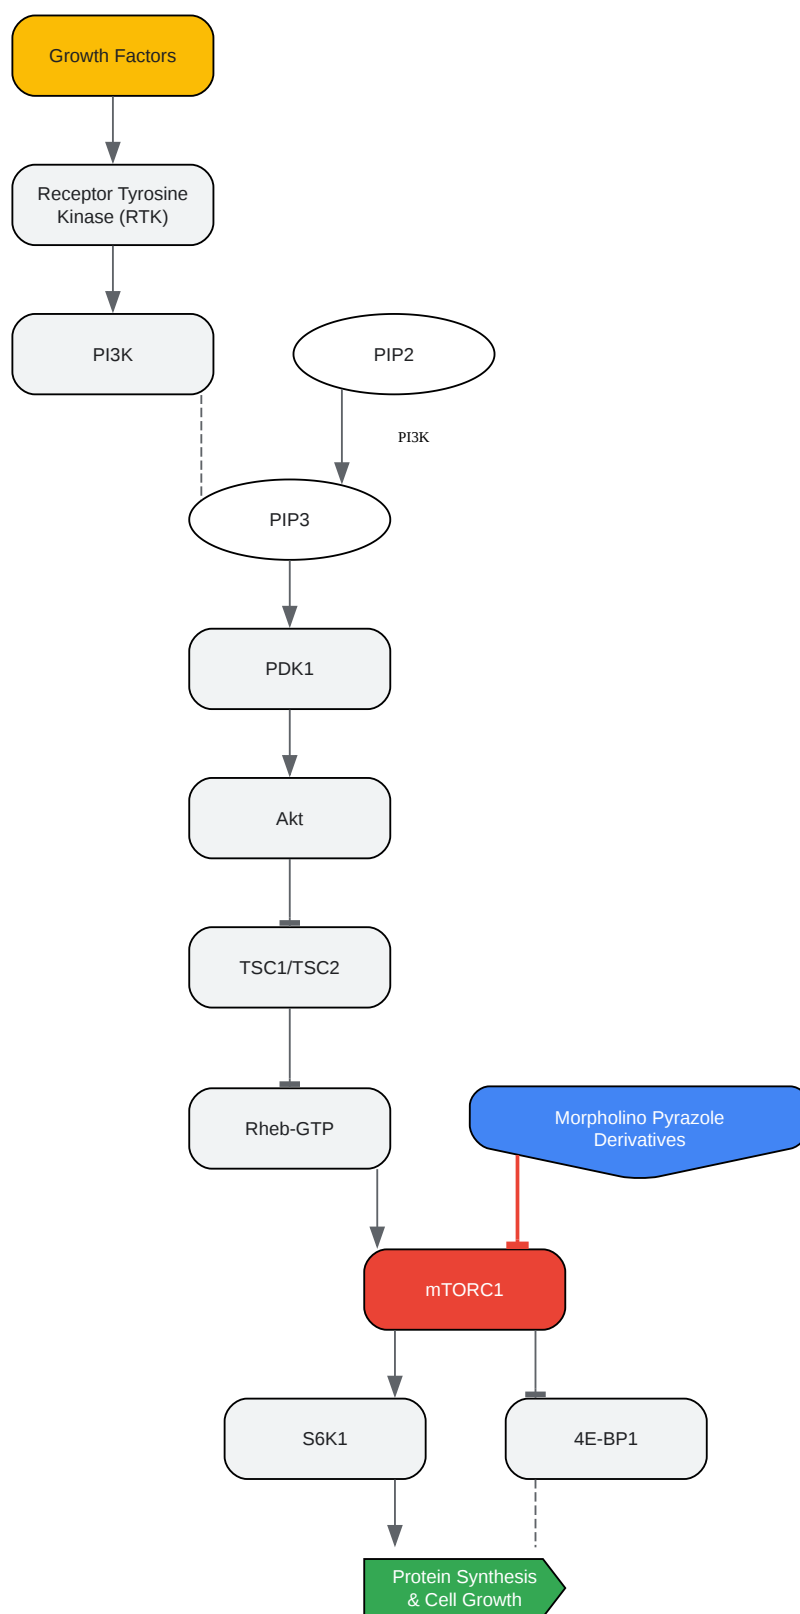 Growth Factors
Receptor Tyrosine
Kinase (RTK)
PI3K
PIP2
PI3K
PIP3
PDK1
Akt
TSC1/TSC2
Rheb-GTP
Morpholino Pyrazole
Derivatives
mTORC1
S6K1
4E-BP1
Protein Synthesis
& Cell Growth